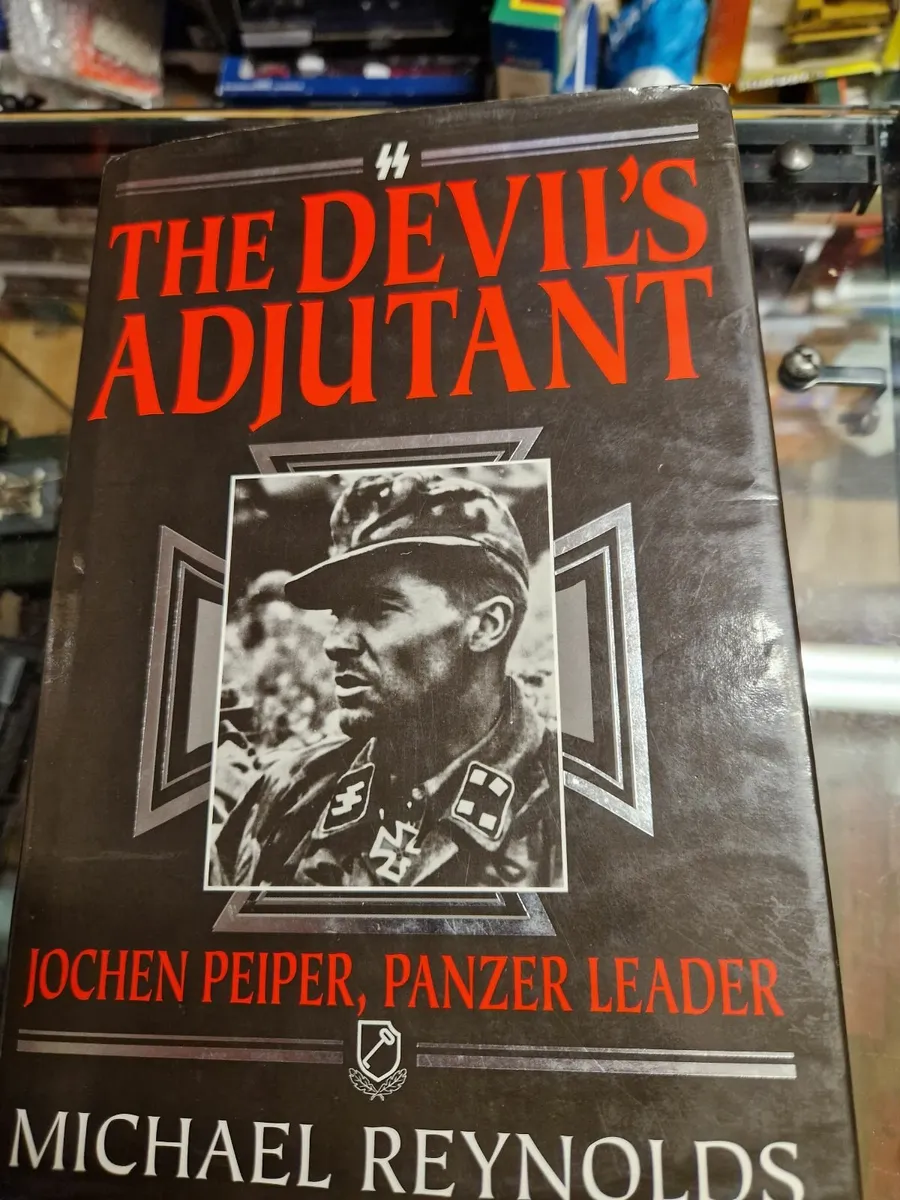 THE DEVIL'S
ADJUTANT
JOCHEN PEIPER, PANZER LEADER
MICHAEL REYNOLDS